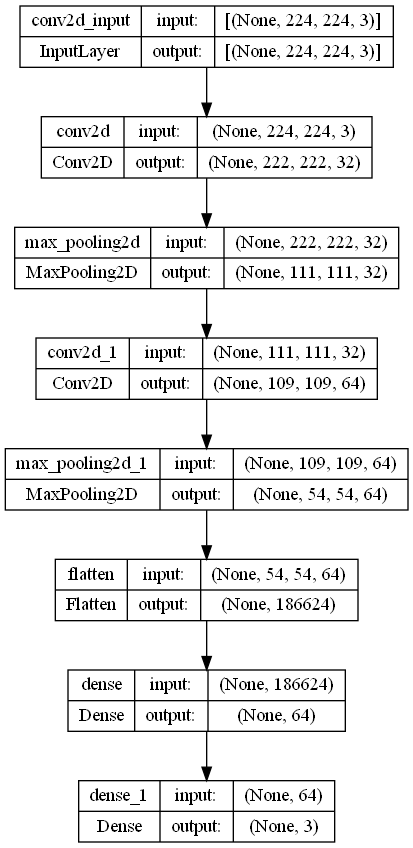 conv2d_input input: [(None, 224, 224, 3)]
InputLayer output: [(None, 224, 224, 3)]
conv2d input: (None, 224, 224, 3)
Conv2D output: (None, 222, 222, 32)
max_pooling2d input: (None, 222, 222, 32)
MaxPooling2D output: (None, 111, 111, 32)
conv2d_1 input: (None, 111, 111, 32)
Conv2D output: (None, 109, 109, 64)
max_pooling2d_1 input: (None, 109, 109, 64)
MaxPooling2D output: (None, 54, 54, 64)
flatten input: (None, 54, 54, 64)
Flatten output: (None, 186624)
dense input: (None, 186624)
Dense output: (None, 64)
dense_1 input: (None, 64)
Dense output: (None, 3)